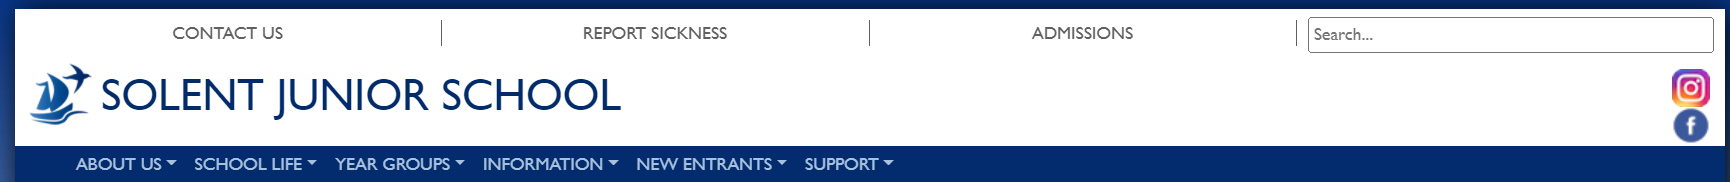 CONTACT US REPORT SICKNESS ADMISSIONS Search...
SOLENT JUNIOR SCHOOL
ABOUT US SCHOOL LIFE YEAR GROUPS INFORMATION NEW ENTRANTS SUPPORT